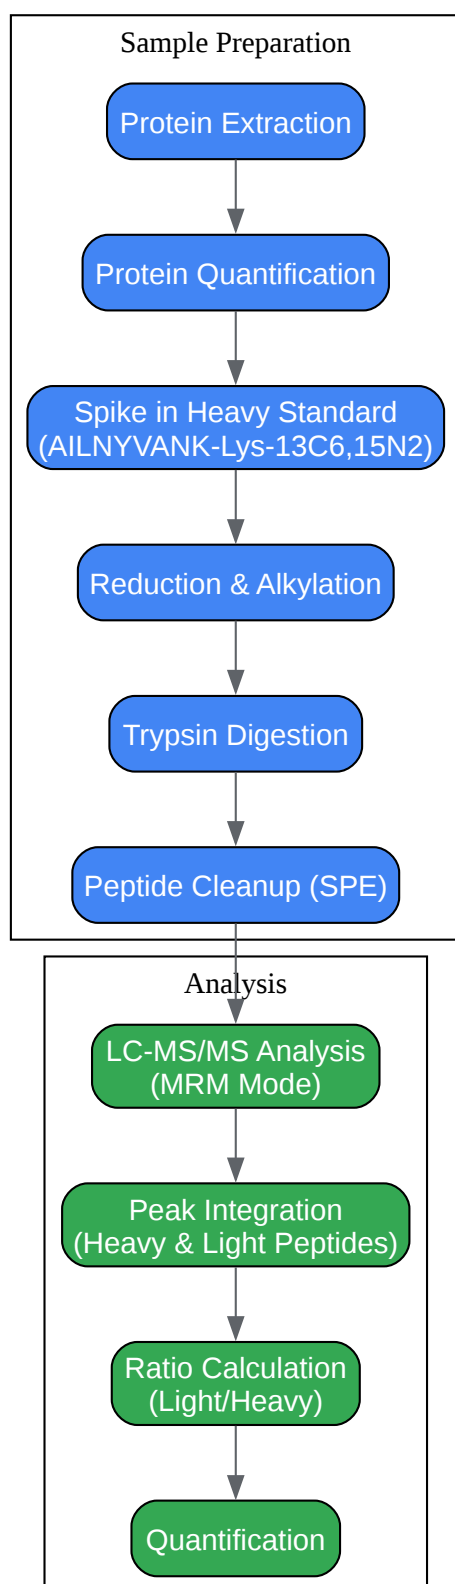 Sample Preparation
Protein Extraction
Protein Quantification
Spike in Heavy Standard
(AILNYVANK-Lys-13C6,15N2)
Reduction & Alkylation
Trypsin Digestion
Peptide Cleanup (SPE)
Analysis
LC-MS/MS Analysis
(MRM Mode)
Peak Integration
(Heavy & Light Peptides)
Ratio Calculation
(Light/Heavy)
Quantification